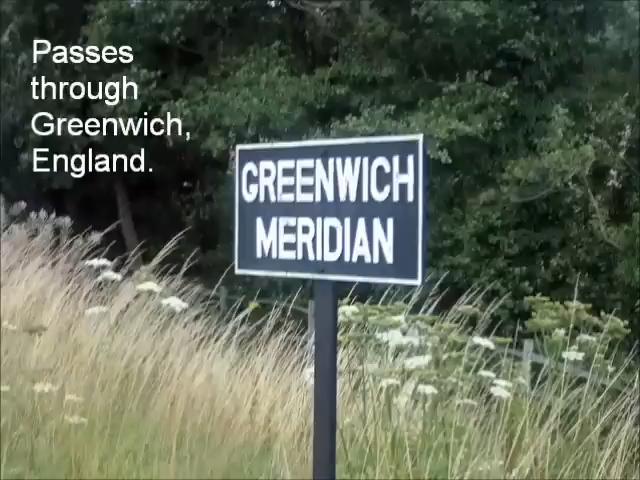 Passes
through
Greenwich,
England.
GREENWICH
MERIDIAN